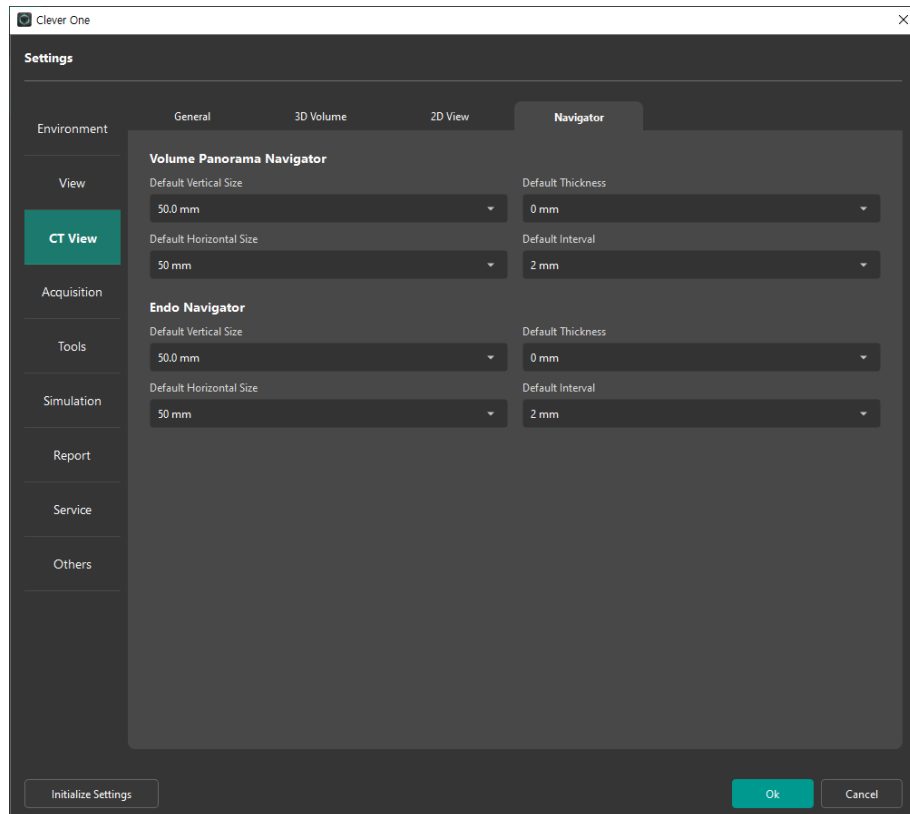 Clever One
Settings
Environment
View
CT View
Acquisition
Tools
Simulation
Report
Service
Others
General 3D Volume 2D View Navigator
Volume Panorama Navigator
Default Vertical Size Default Thickness
50.0 mm 0 mm
Default Horizontal Size Default Interval
50 mm 2 mm
Endo Navigator
Default Vertical Size Default Thickness
50.0 mm 0 mm
Default Horizontal Size Default Interval
50 mm 2 mm
Initialize Settings Ok Cancel